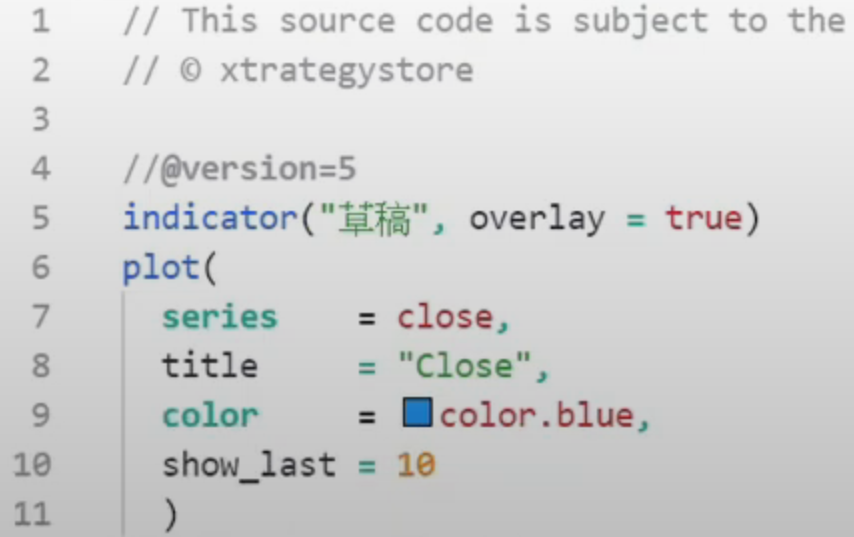 1 // This source code is subject to the
2 // © xtrategystore
3
4 //@version=5
5 indicator("草稿", overlay = true)
6 plot(
7 series = close,
8 title = "Close",
9 color = color.blue,
10 show_last = 10
11 )